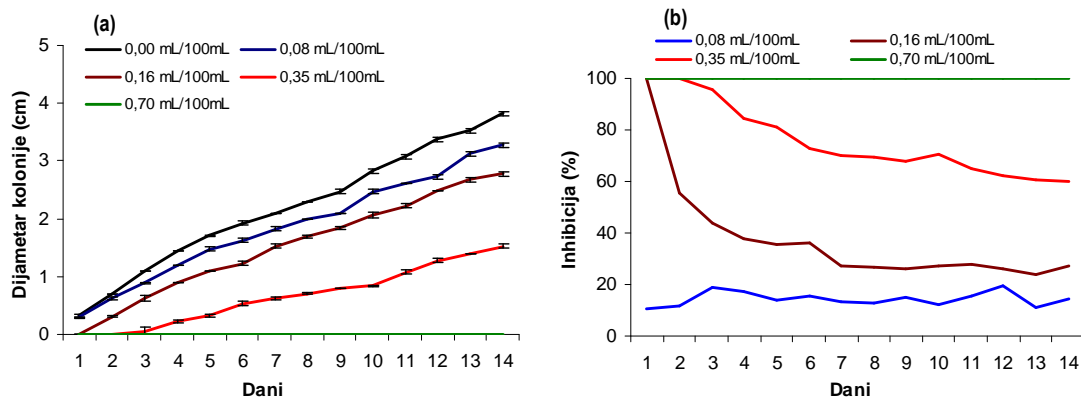 (a)
0,00 mL/100mL 0,08 mL/100mL
0,16 mL/100mL 0,35 mL/100mL
0,70 mL/100mL
Dijametar kolonije (cm)
5
4
3
2
1
0
1 2 3 4 5 6 7 8 9 10 11 12 13 14
Dani
(b)
0,08 mL/100mL 0,16 mL/100mL
0,35 mL/100mL 0,70 mL/100mL
Inhibicija (%)
100
80
60
40
20
0
1 2 3 4 5 6 7 8 9 10 11 12 13 14
Dani